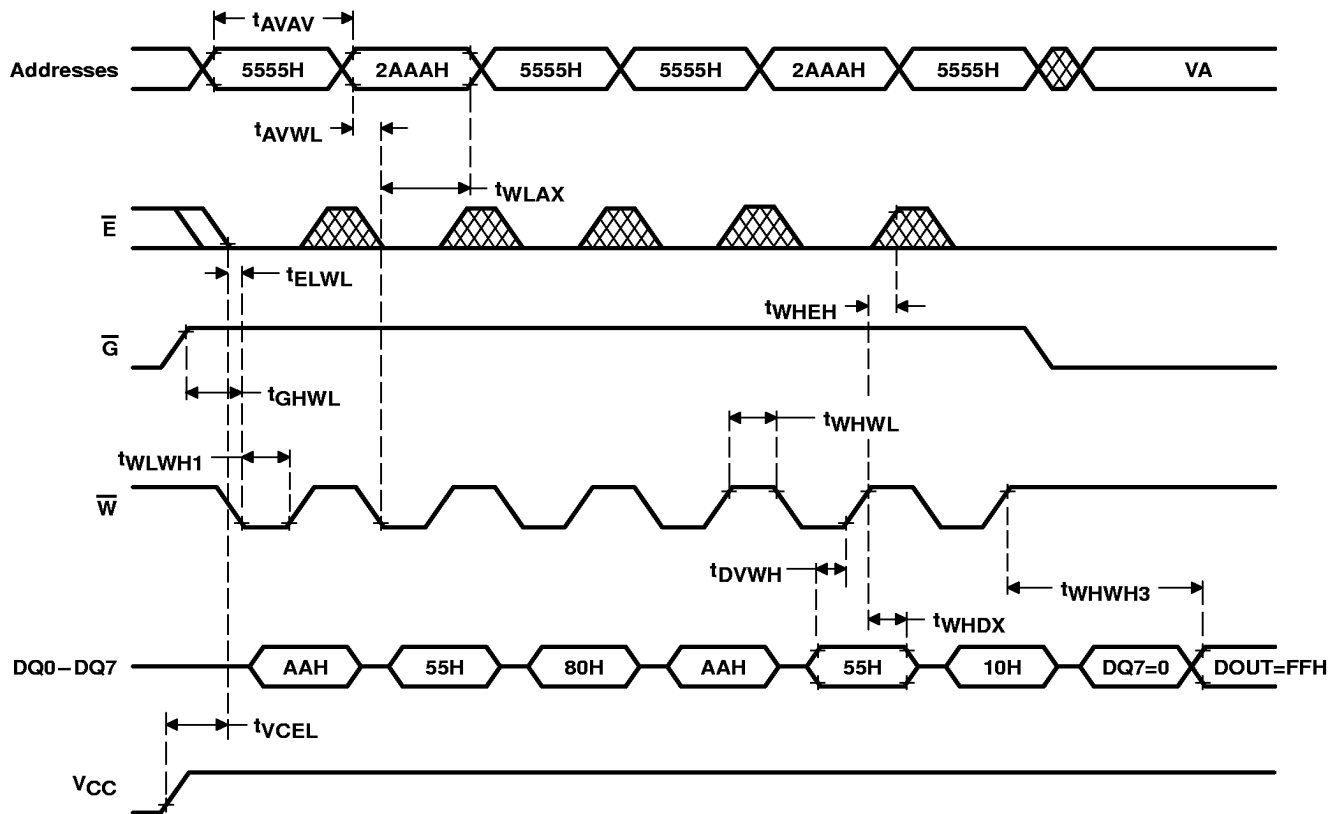 tAVAV
Addresses 5555H 2AAAH 5555H 5555H 2AAAH 5555H VA
tAVWL
tWLAX
E̅
tELWL
tWHEH
G̅
tGHWL
tWHWL
tWLWH1
W̅
tDVWH
tWHWH3
tWHDX
DQ0–DQ7 AAH 55H 80H AAH 55H 10H DQ7=0 DOUT=FFH
tVCEL
VCC